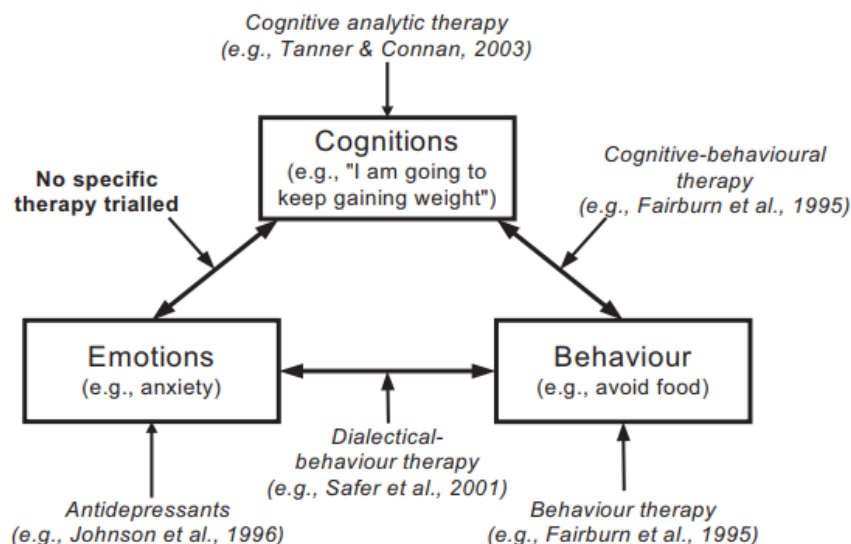 Cognitive analytic therapy
(e.g., Tanner & Connan, 2003)
Cognitions
(e.g., "I am going to
keep gaining weight")
No specific
therapy trialled
Cognitive-behavioural
therapy
(e.g., Fairburn et al., 1995)
Emotions
(e.g., anxiety)
Behaviour
(e.g., avoid food)
Dialectical-
behaviour therapy
(e.g., Safer et al., 2001)
Antidepressants
(e.g., Johnson et al., 1996)
Behaviour therapy
(e.g., Fairburn et al., 1995)